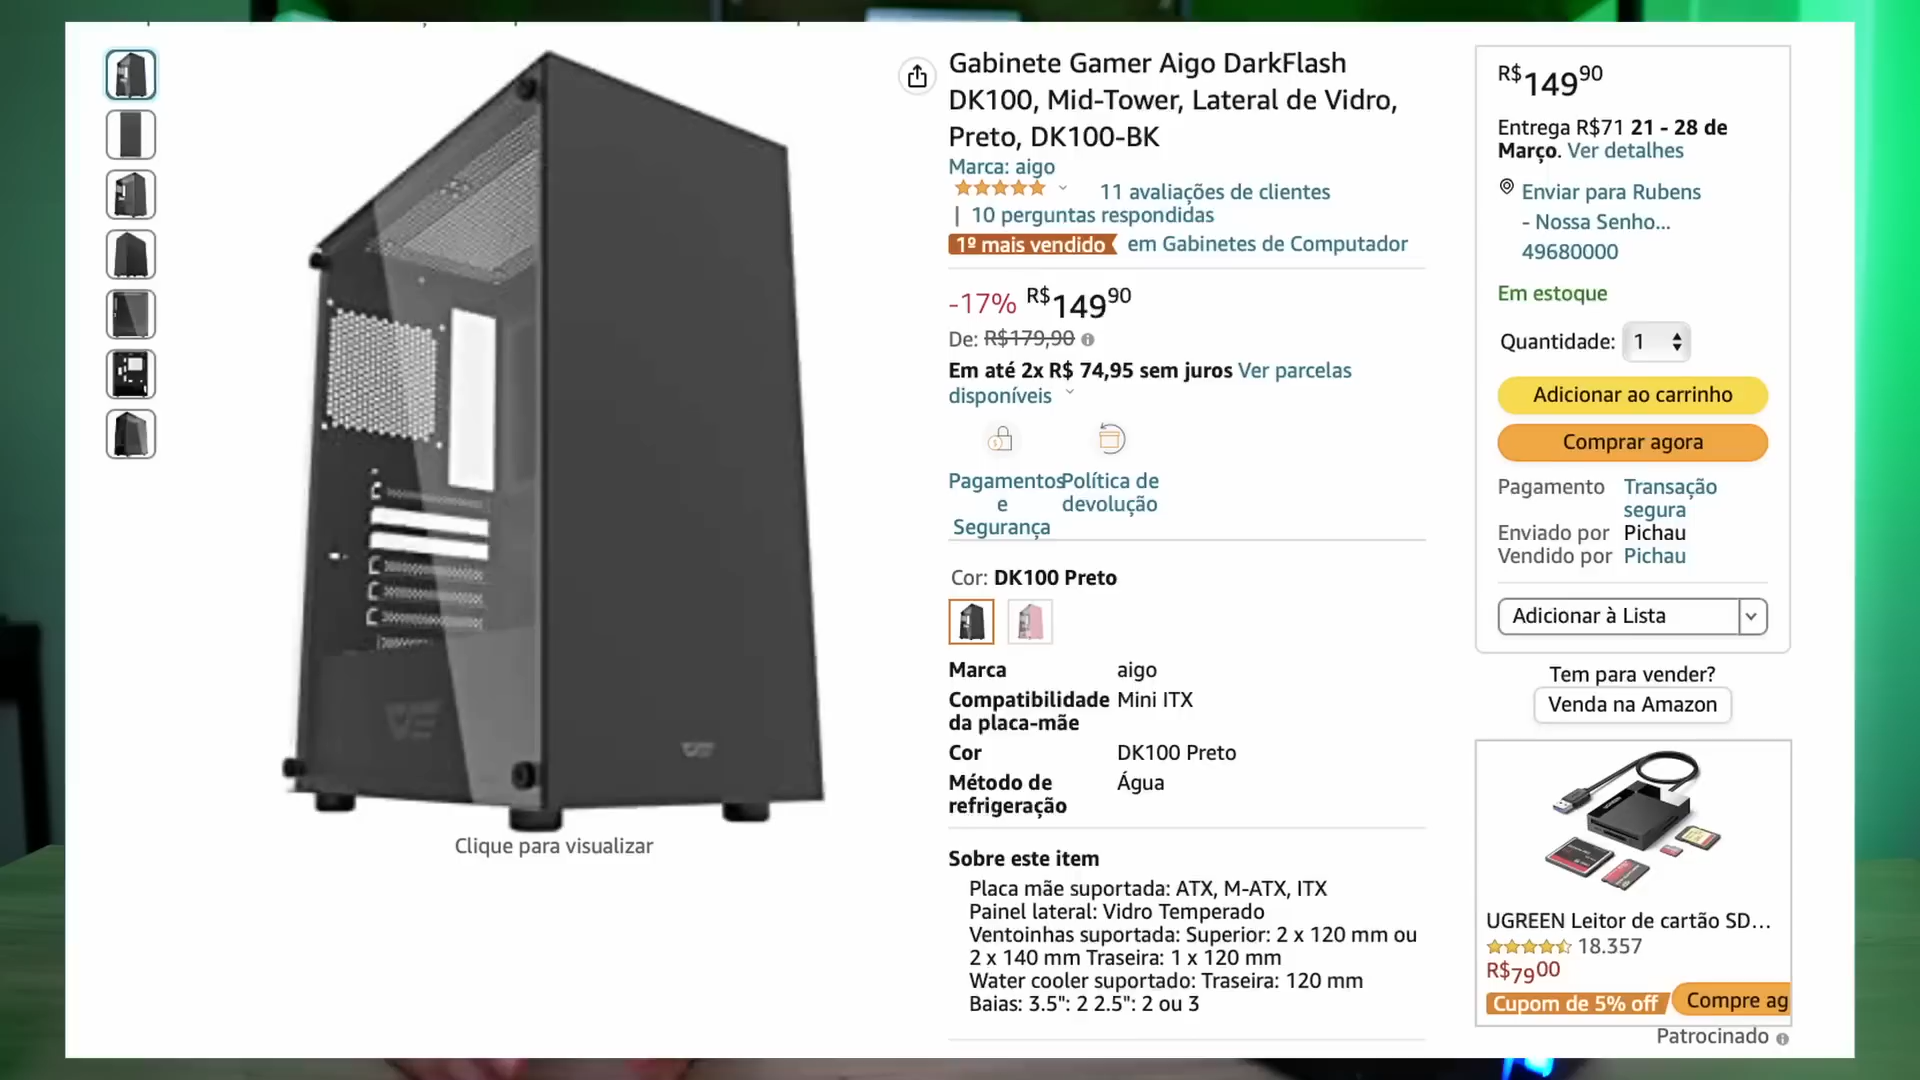 Gabinete Gamer Aigo DarkFlash
DK100, Mid-Tower, Lateral de Vidro,
Preto, DK100-BK
Marca: aigo
11 avaliações de clientes
| 10 perguntas respondidas
1º mais vendido em Gabinetes de Computador
-17% R$149 90
De: R$179,90
Em até 2x R$ 74,95 sem juros Ver parcelas
disponíveis
Pagamentos
e
Segurança
Política de
devolução
Cor: DK100 Preto
Marca aigo
Compatibilidade Mini ITX
da placa-mãe
Cor DK100 Preto
Método de Água
refrigeração
Sobre este item
Placa mãe suportada: ATX, M-ATX, ITX
Painel lateral: Vidro Temperado
Ventoinhas suportada: Superior: 2 x 120 mm ou
2 x 140 mm Traseira: 1 x 120 mm
Water cooler suportado: Traseira: 120 mm
Baias: 3.5": 2 2.5": 2 ou 3
Clique para visualizar
R$149 90
Entrega R$71 21 - 28 de
Março. Ver detalhes
Enviar para Rubens
- Nossa Senho...
49680000
Em estoque
Quantidade: 1
Adicionar ao carrinho
Comprar agora
Pagamento Transação
segura
Enviado por Pichau
Vendido por Pichau
Adicionar à Lista
Tem para vender?
Venda na Amazon
UGREEN Leitor de cartão SD...
18.357
R$79 00
Cupom de 5% off Compre ag
Patrocinado